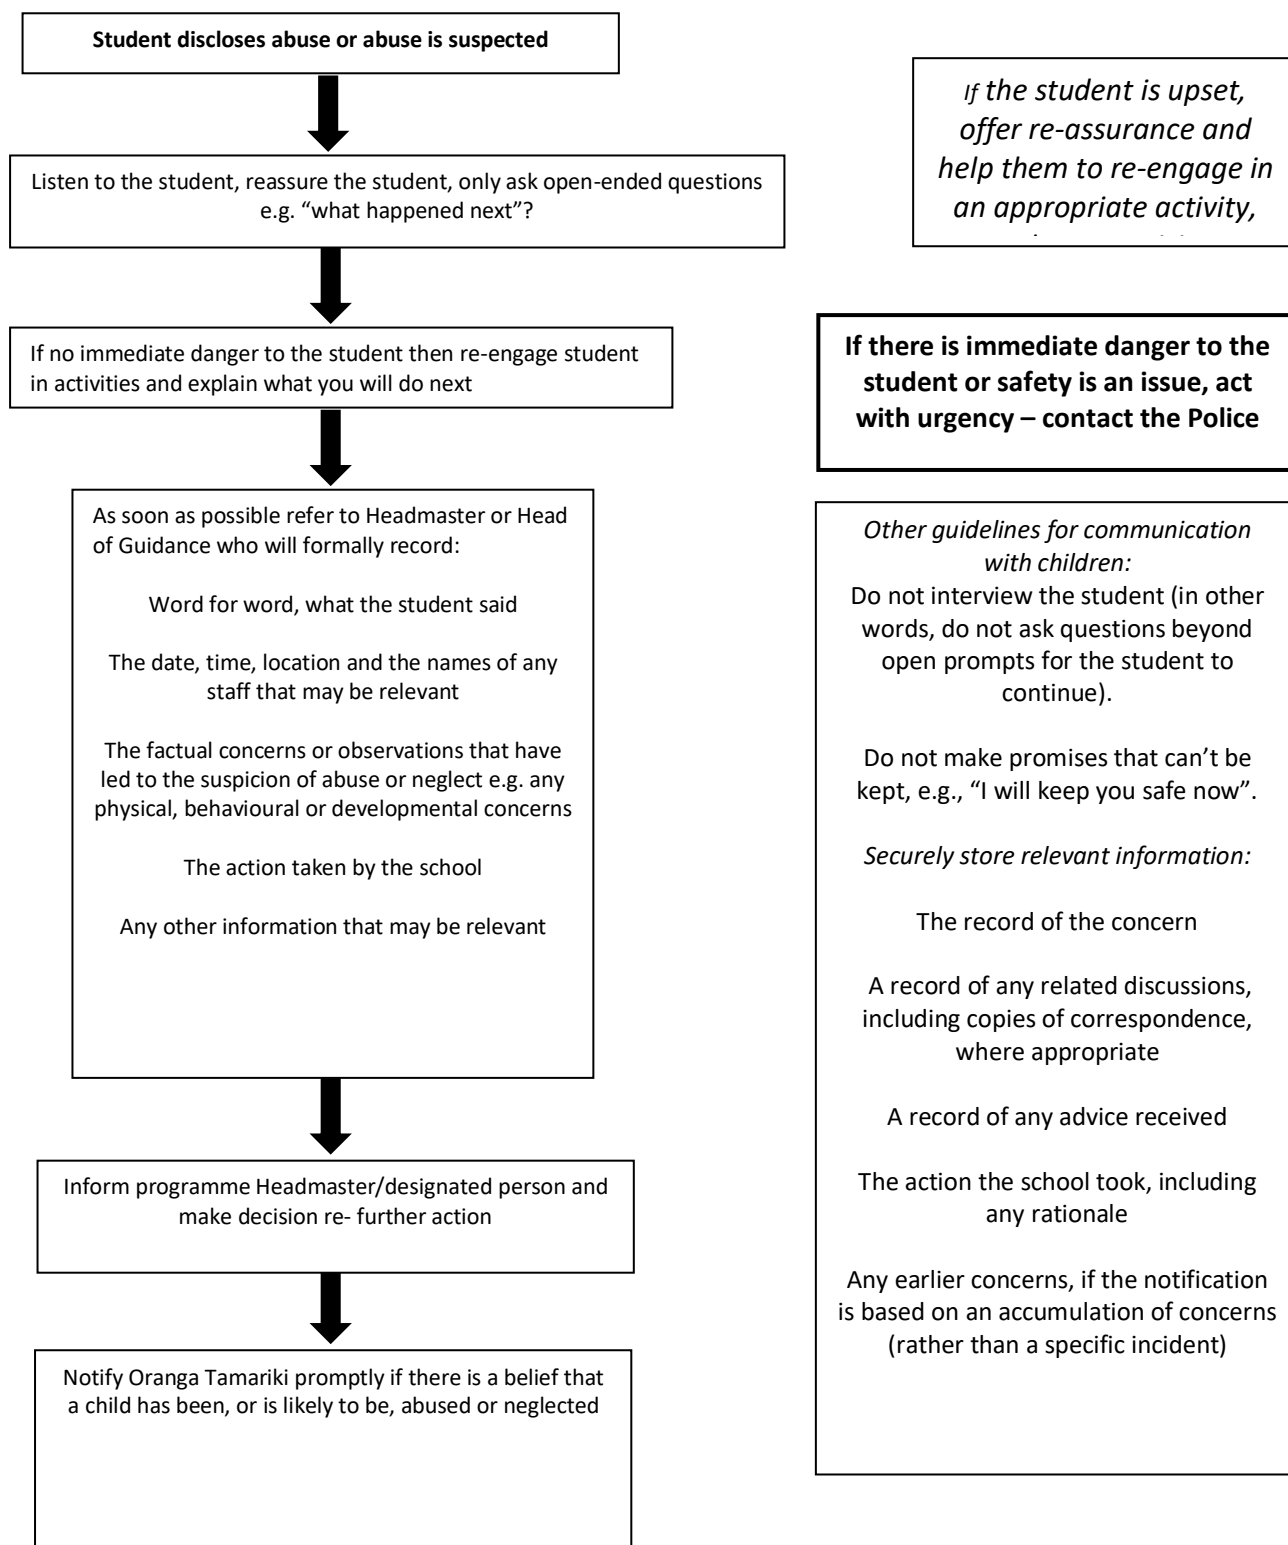 Student discloses abuse or abuse is suspected
Listen to the student, reassure the student, only ask open-ended questions
e.g. “what happened next”?
If no immediate danger to the student then re-engage student
in activities and explain what you will do next
As soon as possible refer to Headmaster or Head
of Guidance who will formally record:
Word for word, what the student said
The date, time, location and the names of any
staff that may be relevant
The factual concerns or observations that have
led to the suspicion of abuse or neglect e.g. any
physical, behavioural or developmental concerns
The action taken by the school
Any other information that may be relevant
Inform programme Headmaster/designated person and
make decision re- further action
Notify Oranga Tamariki promptly if there is a belief that
a child has been, or is likely to be, abused or neglected
If the student is upset,
offer re-assurance and
help them to re-engage in
an appropriate activity,
If there is immediate danger to the
student or safety is an issue, act
with urgency – contact the Police
Other guidelines for communication
with children:
Do not interview the student (in other
words, do not ask questions beyond
open prompts for the student to
continue).
Do not make promises that can’t be
kept, e.g., “I will keep you safe now”.
Securely store relevant information:
The record of the concern
A record of any related discussions,
including copies of correspondence,
where appropriate
A record of any advice received
The action the school took, including
any rationale
Any earlier concerns, if the notification
is based on an accumulation of concerns
(rather than a specific incident)